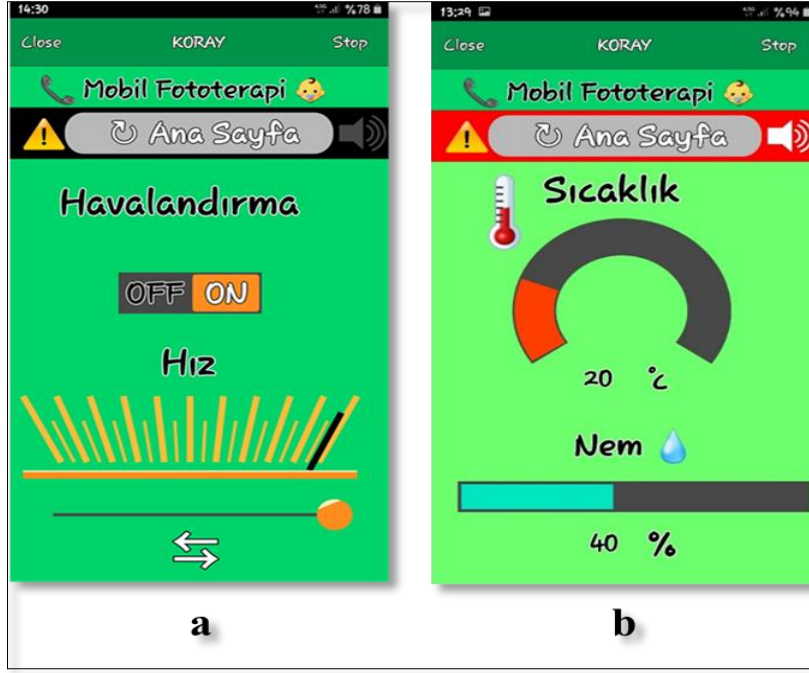 14:30 %78
Close KORAY Stop
Mobil Fototerapi
Ana Sayfa
Havalandırma
OFF ON
Hız
a
13:29 %94
Close KORAY Stop
Mobil Fototerapi
Ana Sayfa
Sıcaklık
20 °C
Nem
40 %
b